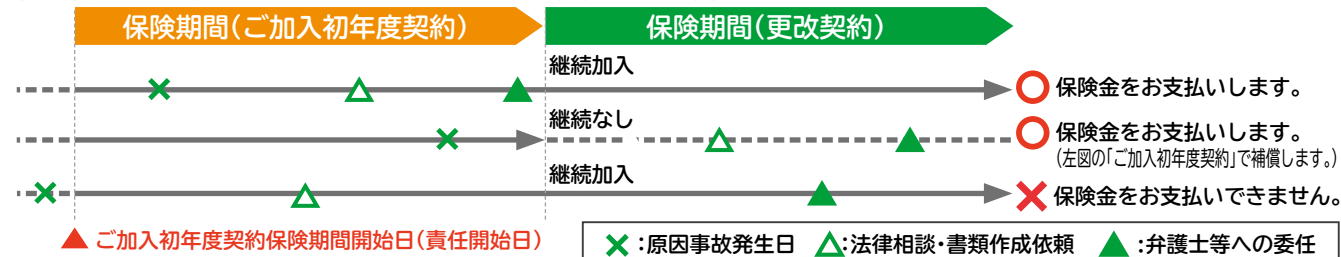 保険期間(ご加入初年度契約) 保険期間(更改契約)
継続加入
保険金をお支払いします。
継続なし
保険金をお支払いします。
(左図の「ご加入初年度契約」で補償します。)
継続加入
保険金をお支払いできません。
ご加入初年度契約保険期間開始日(責任開始日)
:原因事故発生日 :法律相談・書類作成依頼 :弁護士等への委任